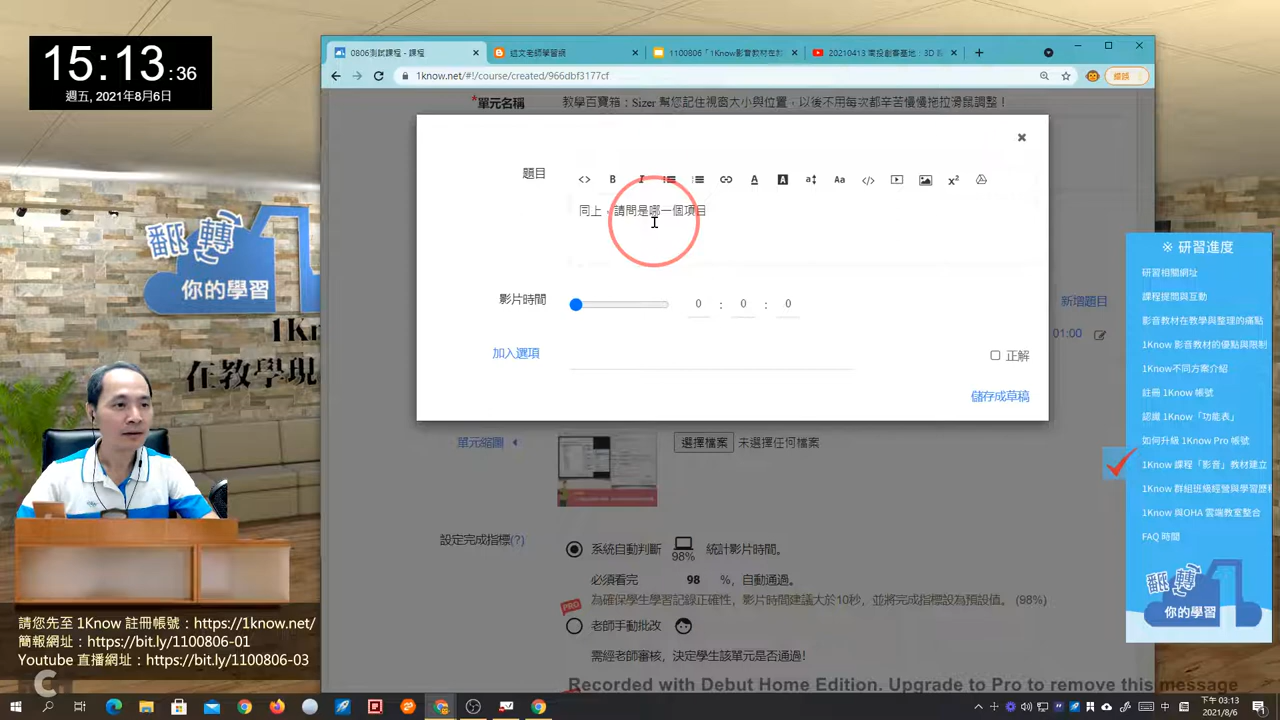 15:13:36
週五, 2021年8月6日
0806測試課程 - 課程
1100806「1Know影音教材在教
20210413 南投創客基地:3D
1know.net/#!/course/created/966dbf3177cf
*單元名稱
教學百寶箱:Sizer 幫您記住視窗大小與位置,以後不用每次都辛苦慢慢拖拉滑鼠調整!
題目
同上,請問是哪一個項目
影片時間
0 : 0 : 0
新增題目
01:00
加入選項
正解
儲存成草稿
單元縮圖
選擇檔案 未選擇任何檔案
設定完成指標(?)
系統自動判斷
98%
統計影片時間。
必須看完 98 %,自動通過。
PRO
為確保學生學習記錄正確性,影片時間建議大於10秒,並將完成指標設為預設值。 (98%)
老師手動批改
需經老師審核,決定學生該單元是否通過!
Recorded with Debut Home Edition. Upgrade to Pro to remove this message
※ 研習進度
研習相關網址
課程提問與互動
影音教材在教學與整理的痛點
1Know 影音教材的優點與限制
1Know不同方案介紹
註冊 1Know 帳號
認識 1Know「功能表」
如何升級 1Know Pro 帳號
1Know 課程「影音」教材建立
1Know 群組班級經營與學習歷程
1Know 與OHA 雲端教室整合
FAQ 時間
翻轉
你的學習
翻轉
你的學習
1Kn
在教學現
請您先至 1Know 註冊帳號:https://1know.net/
簡報網址:https://bit.ly/1100806-01
Youtube 直播網址:https://bit.ly/1100806-03
下午 03:13
2021/8/6